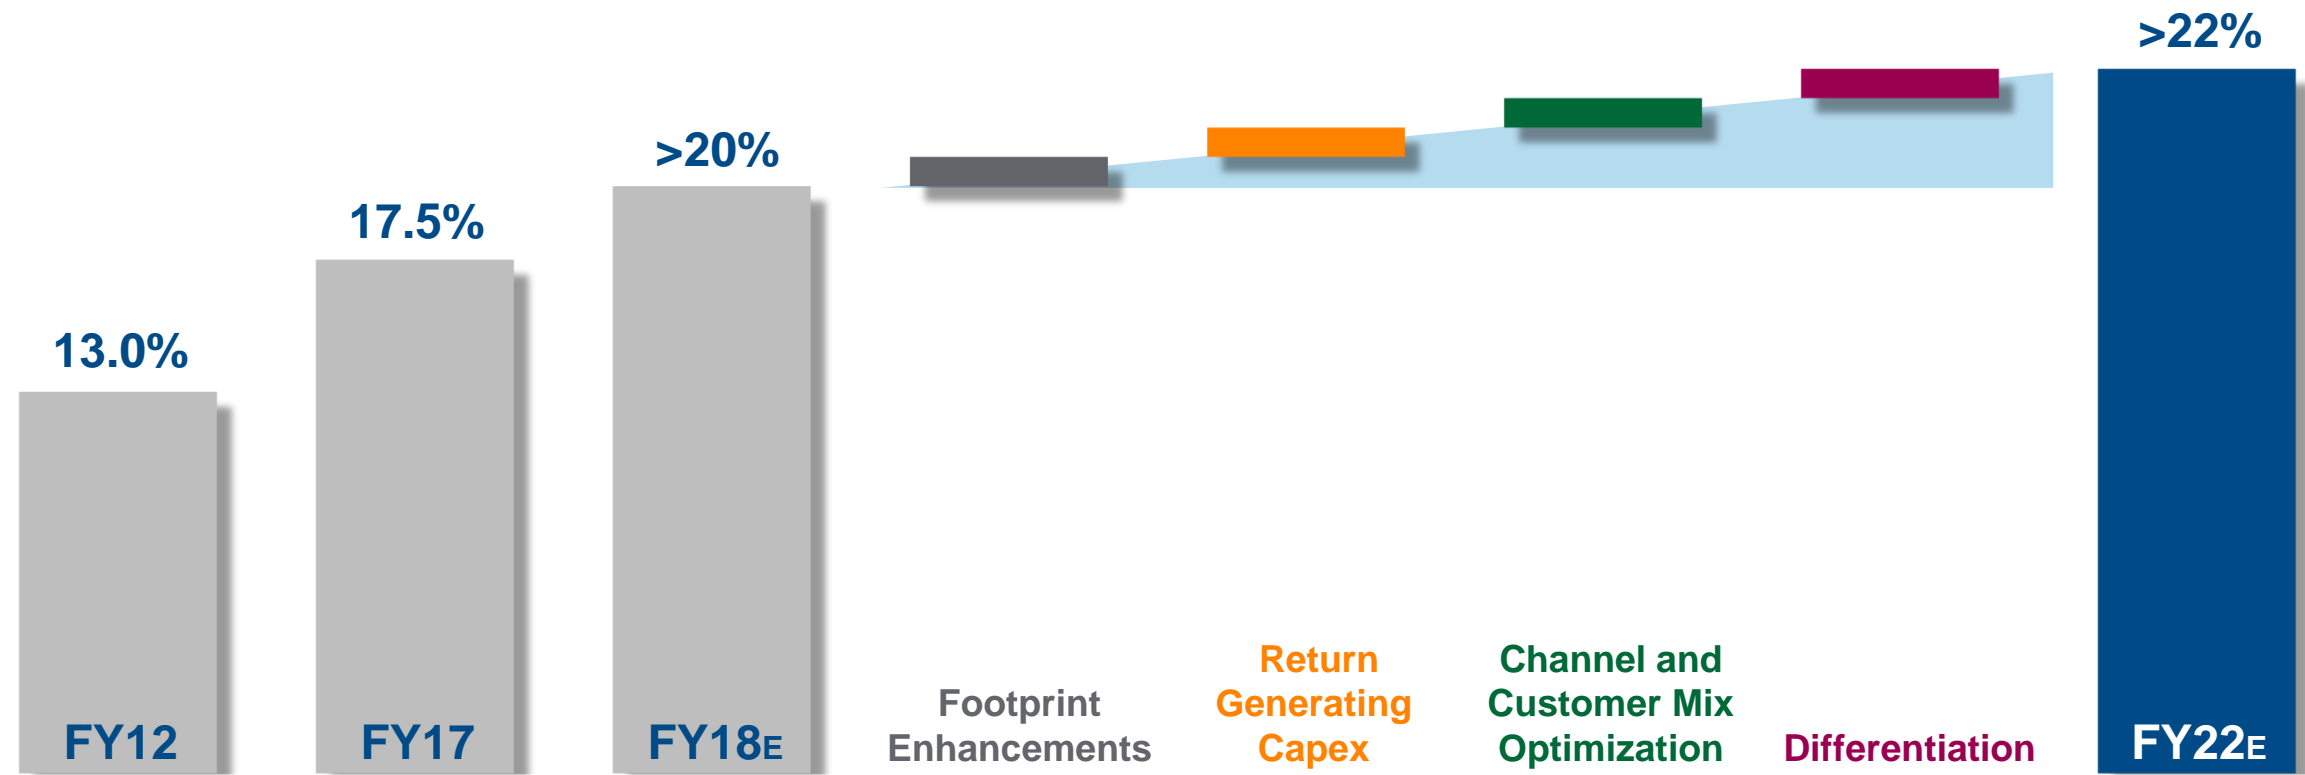 13.0%
FY12
17.5%
FY17
>20%
FY18E
Footprint
Enhancements
Return
Generating
Capex
Channel and
Customer Mix
Optimization
Differentiation
>22%
FY22E